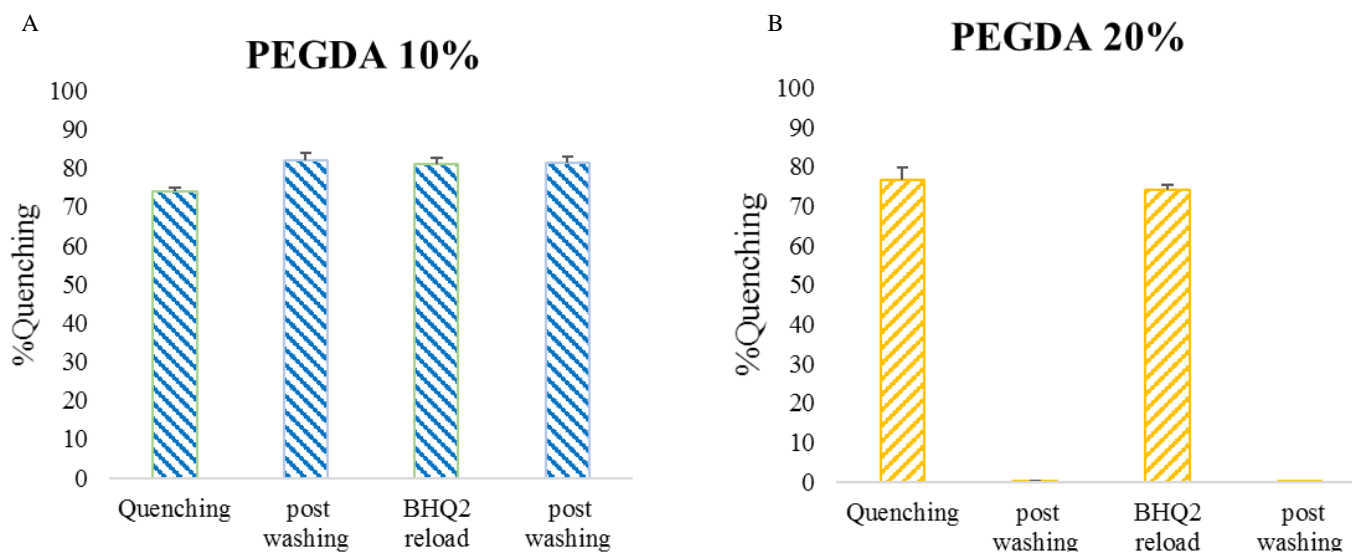 A
PEGDA 10%
%Quenching
100
90
80
70
60
50
40
30
20
10
0
Quenching
post
washing
BHQ2
reload
post
washing
B
PEGDA 20%
%Quenching
100
90
80
70
60
50
40
30
20
10
0
Quenching
post
washing
BHQ2
reload
post
washing